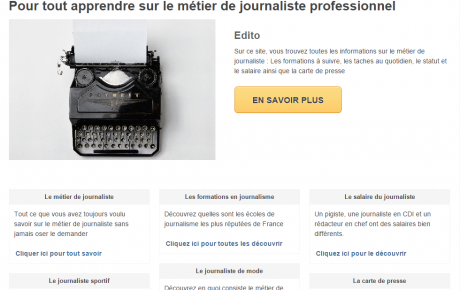 Pour tout apprendre sur le métier de journaliste professionnel
Edito
Sur ce site, vous trouvez toutes les informations sur le métier de
journaliste : Les formations à suivre, les taches au quotidien, le statut et
le salaire ainsi que la carte de presse
EN SAVOIR PLUS
Le métier de journaliste
Tout ce que vous avez toujours voulu
savoir sur le métier de journaliste sans
jamais oser le demander
Cliquer ici pour tout savoir
Le journaliste sportif
Les formations en journalisme
Découvrez quelles sont les écoles de
journalisme les plus réputées de France
Cliquez ici pour toutes les découvrir
Le journaliste de mode
Découvrez en quoi consiste le métier de
Le salaire du journaliste
Un pigiste, une journaliste en CDI et un
rédacteur en chef ont des salaires bien
différents.
Cliquez ici pour le découvrir
La carte de presse